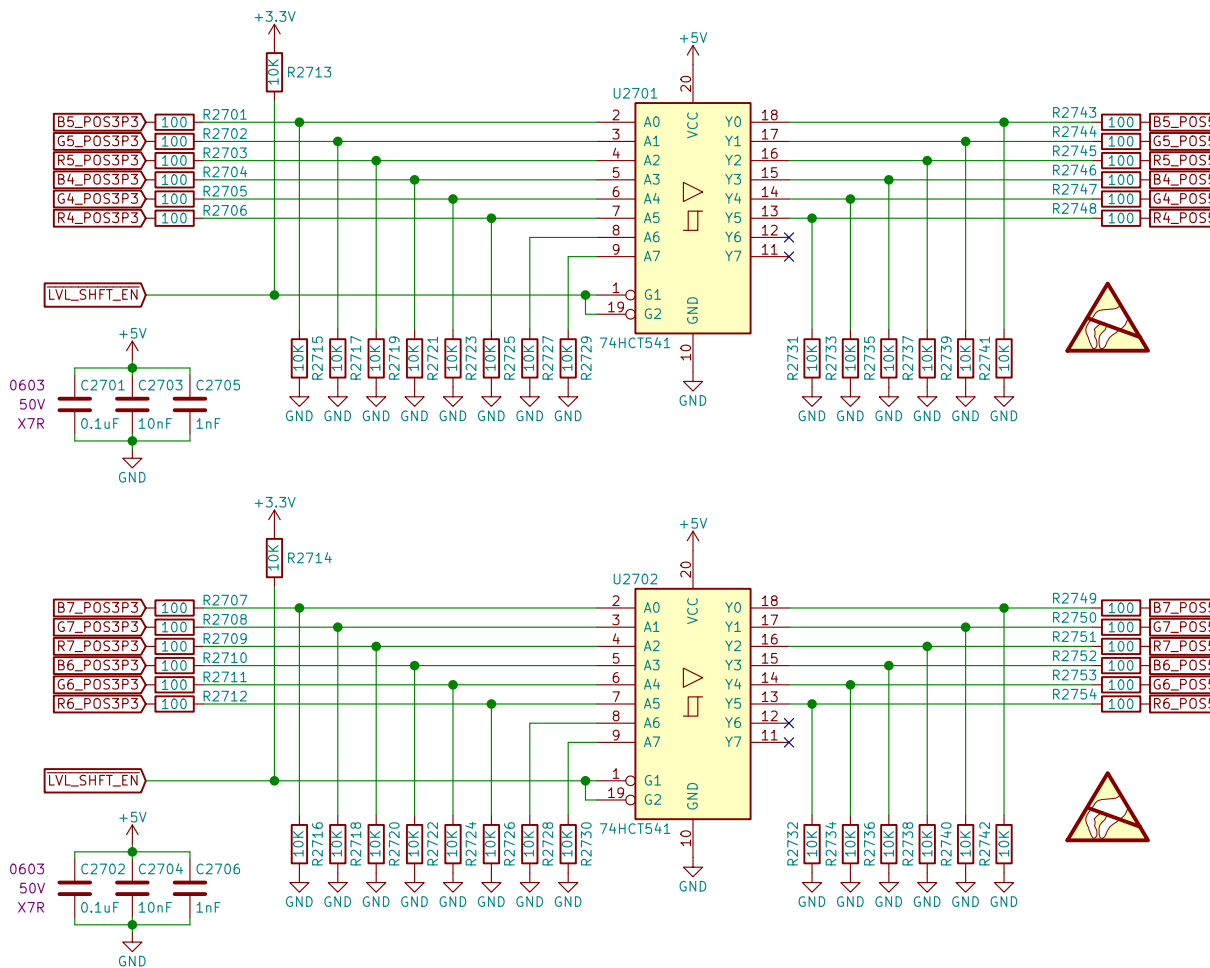 +3.3V
10K R2713
+5V
20
U2701
VCC
B5_POS3P3 100 R2701 2 A0 Y0 18 R2743 100 B5_POS
G5_POS3P3 100 R2702 3 A1 Y1 17 R2744 100 G5_POS
R5_POS3P3 100 R2703 4 A2 Y2 16 R2745 100 R5_POS
B4_POS3P3 100 R2704 5 A3 Y3 15 R2746 100 B4_POS
G4_POS3P3 100 R2705 6 A4 Y4 14 R2747 100 G4_POS
R4_POS3P3 100 R2706 7 A5 Y5 13 R2748 100 R4_POS
8 A6 Y6 12
9 A7 Y7 11
LVL_SHFT_EN 1 G1
19 G2
GND
74HCT541 10
GND
10K R2715 10K R2717 10K R2719 10K R2721 10K R2723 10K R2725 10K R2727 10K R2729
R2731 10K R2733 10K R2735 10K R2737 10K R2739 10K R2741 10K
GND GND GND GND GND GND GND GND
GND GND GND GND GND GND
+5V
0603 C2701 C2703 C2705
50V
X7R 0.1uF 10nF 1nF
GND
+3.3V
10K R2714
+5V
20
U2702
VCC
B7_POS3P3 100 R2707 2 A0 Y0 18 R2749 100 B7_POS
G7_POS3P3 100 R2708 3 A1 Y1 17 R2750 100 G7_POS
R7_POS3P3 100 R2709 4 A2 Y2 16 R2751 100 R7_POS
B6_POS3P3 100 R2710 5 A3 Y3 15 R2752 100 B6_POS
G6_POS3P3 100 R2711 6 A4 Y4 14 R2753 100 G6_POS
R6_POS3P3 100 R2712 7 A5 Y5 13 R2754 100 R6_POS
8 A6 Y6 12
9 A7 Y7 11
LVL_SHFT_EN 1 G1
19 G2
GND
74HCT541 10
GND
10K R2716 10K R2718 10K R2720 10K R2722 10K R2724 10K R2726 10K R2728 10K R2730
R2732 10K R2734 10K R2736 10K R2738 10K R2740 10K R2742 10K
GND GND GND GND GND GND GND GND
GND GND GND GND GND GND
+5V
0603 C2702 C2704 C2706
50V
X7R 0.1uF 10nF 1nF
GND